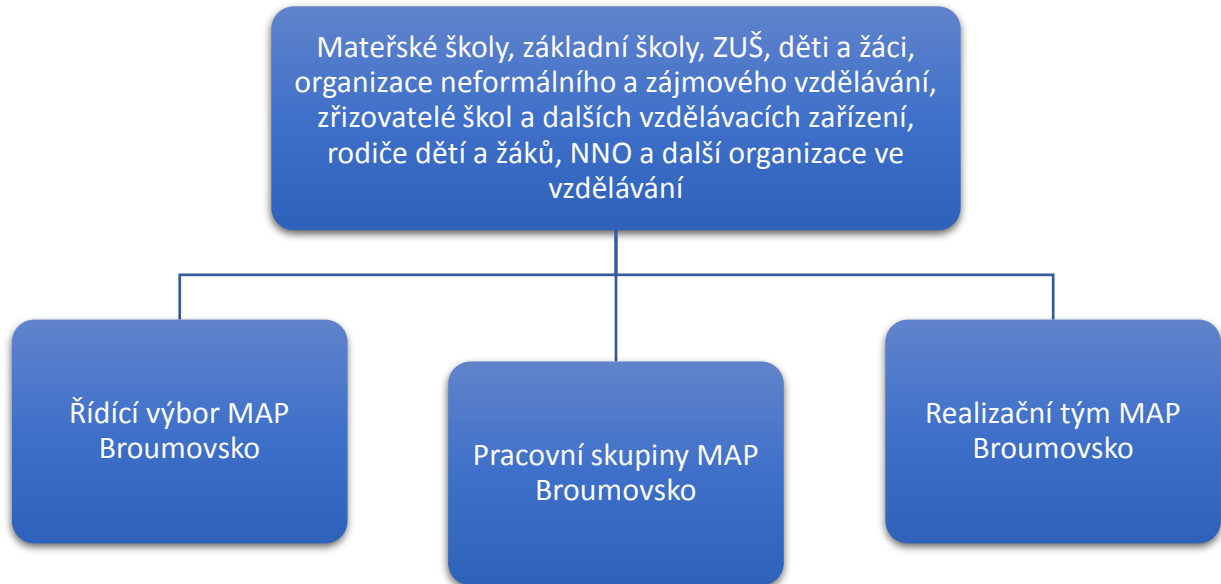 Mateřské školy, základní školy, ZUŠ, děti a žáci,
organizace neformálního a zájmového vzdělávání,
zřizovatelé škol a dalších vzdělávacích zařízení,
rodiče dětí a žáků, NNO a další organizace ve
vzdělávání
Řídící výbor MAP
Broumovsko
Pracovní skupiny MAP
Broumovsko
Realizační tým MAP
Broumovsko